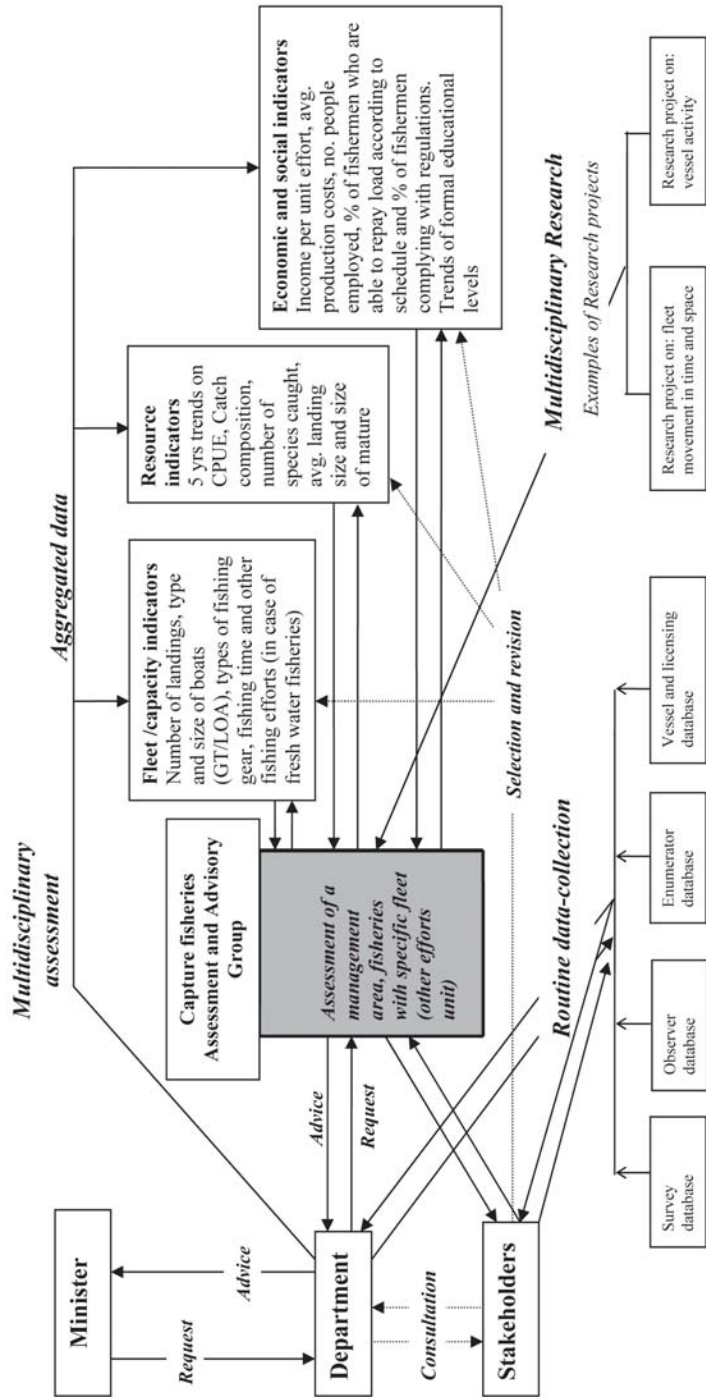 Multidisciplinary
assessment
Aggregated data
Minister
Request
Advice
Department
Consultation
Stakeholders
Advice
Request
Capture fisheries
Assessment and Advisory
Group
Assessment of a
management
area, fisheries
with specific fleet
(other efforts
unit)
Fleet /capacity indicators
Number of landings, type
and size of boats
(GT/LOA), types of fishing
gear, fishing time and other
fishing efforts (in case of
fresh water fisheries)
Resource
indicators
5 yrs trends on
CPUE, Catch
composition,
number of
species caught,
avg. landing
size and size
of mature
Economic and social indicators
Income per unit effort, avg.
production costs, no. people
employed, % of fishermen who are
able to repay load according to
schedule and % of fishermen
complying with regulations.
Trends of formal educational
levels
Selection and revision
Routine data-collection
Multidisciplinary Research
Examples of Research projects
Survey
database
Observer
database
Enumerator
database
Vessel and licensing
database
Research project on: fleet
movement in time and space
Research project on:
vessel activity